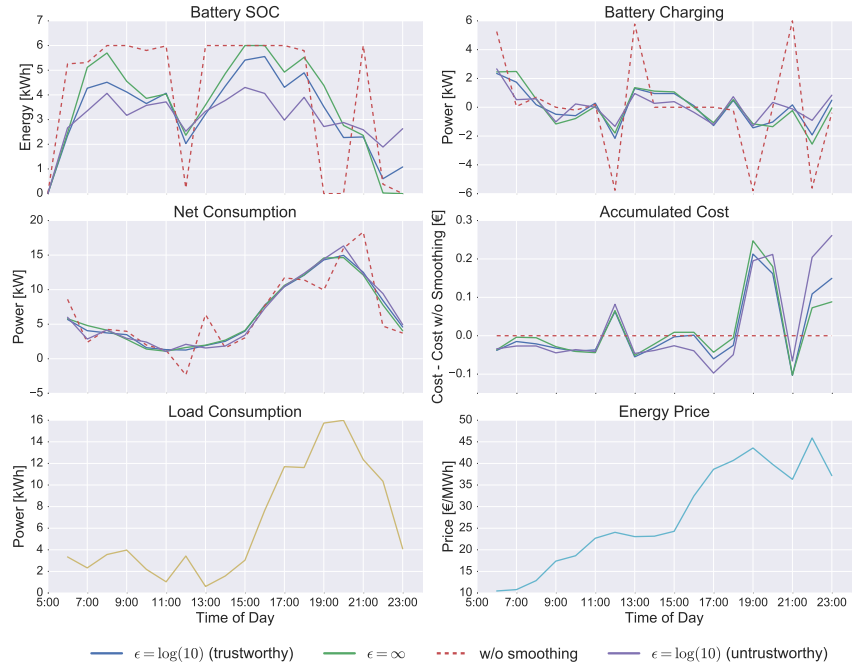 Battery SOC
Energy [kWh]
7
6
5
4
3
2
1
0
Battery Charging
Power [kW]
6
4
2
0
−2
−4
−6
Net Consumption
Power [kW]
20
15
10
5
0
−5
Accumulated Cost
Cost - Cost w/o Smoothing [€]
0.3
0.2
0.1
0.0
−0.1
Load Consumption
Power [kWh]
16
14
12
10
8
6
4
2
0
5:00 7:00 9:00 11:00 13:00 15:00 17:00 19:00 21:00 23:00
Time of Day
Energy Price
Price [€/MWh]
50
45
40
35
30
25
20
15
10
5:00 7:00 9:00 11:00 13:00 15:00 17:00 19:00 21:00 23:00
Time of Day
ϵ = log(10) (trustworthy) ϵ = ∞ w/o smoothing ϵ = log(10) (untrustworthy)